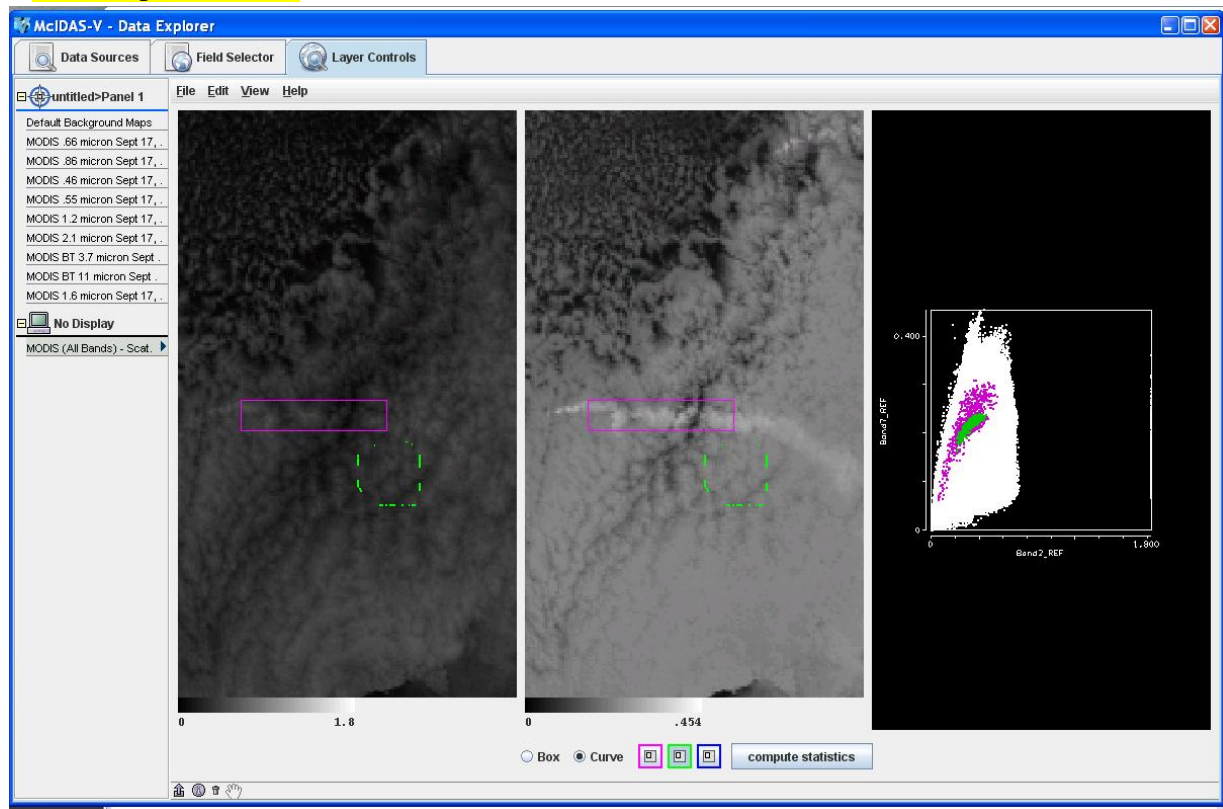 McIDAS-V - Data Explorer
Data Sources
Field Selector
Layer Controls
untitled>Panel 1
File Edit View Help
Default Background Maps
MODIS .66 micron Sept 17, .
MODIS .86 micron Sept 17, .
MODIS .46 micron Sept 17, .
MODIS .55 micron Sept 17, .
MODIS 1.2 micron Sept 17, .
MODIS 2.1 micron Sept 17, .
MODIS BT 3.7 micron Sept .
MODIS BT 11 micron Sept .
MODIS 1.6 micron Sept 17, .
No Display
MODIS (All Bands) - Scat.
0.400
Band7_REF
0
0
1.800
Band2_REF
0 1.8
0 .454
Box Curve compute statistics